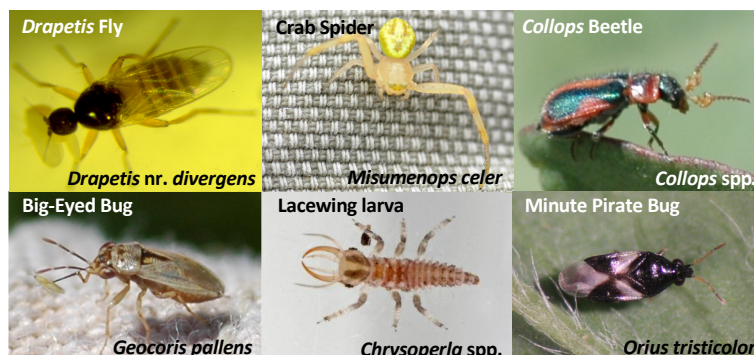 Drapetis Fly
Crab Spider
Collops Beetle
Drapetis nr. divergens
Misumenops celer
Collops spp.
Big-Eyed Bug
Lacewing larva
Minute Pirate Bug
Geocoris pallens
Chrysoperla spp.
Orius tristicolor